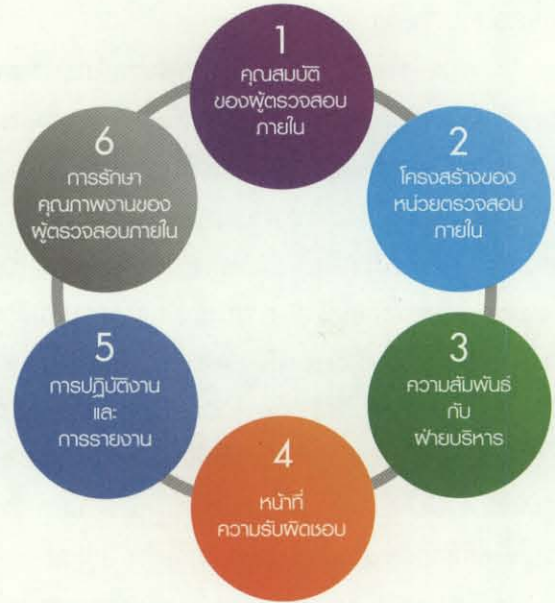 1
คุณสมบัติ
ของผู้ตรวจสอบ
ภายใน
2
โครงสร้างของ
หน่วยตรวจสอบ
ภายใน
3
ความสัมพันธ์
กับ
ฝ่ายบริหาร
4
หน้าที่
ความรับผิดชอบ
5
การปฏิบัติงาน
และ
การรายงาน
6
การรักษา
คุณภาพงานของ
ผู้ตรวจสอบภายใน